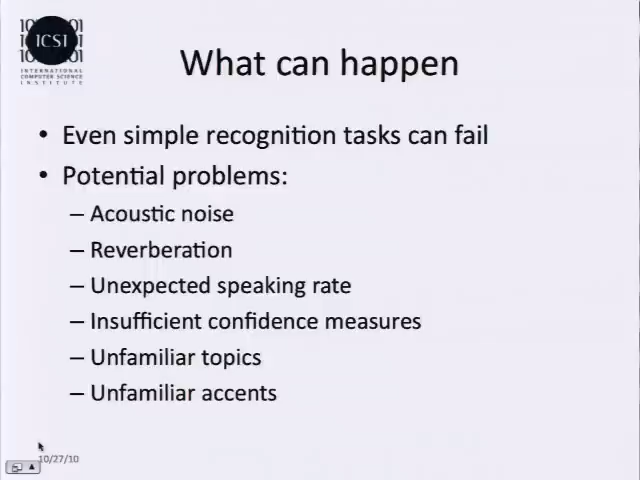 ICSI
INTERNATIONAL
COMPUTER SCIENCE
INSTITUTE
What can happen
• Even simple recognition tasks can fail
• Potential problems:
– Acoustic noise
– Reverberation
– Unexpected speaking rate
– Insufficient confidence measures
– Unfamiliar topics
– Unfamiliar accents
10/27/10